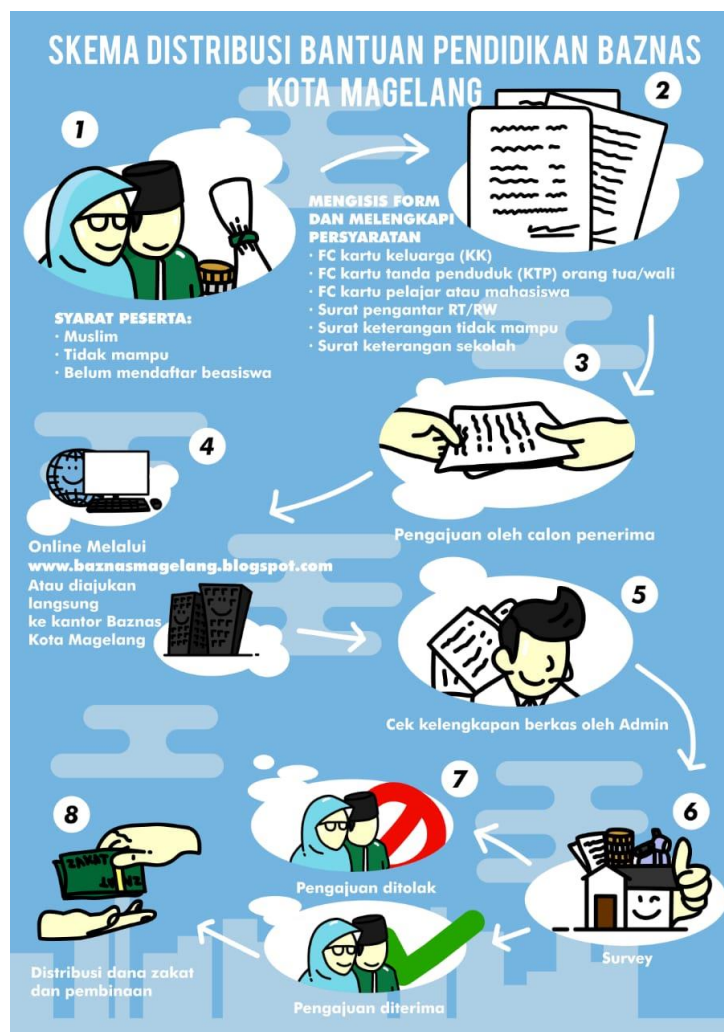 SKEMA DISTRIBUSI BANTUAN PENDIDIKAN BAZNAS
KOTA MAGELANG
1
SYARAT PESERTA:
· Muslim
· Tidak mampu
· Belum mendaftar beasiswa
2
MENGISIS FORM
DAN MELENGKAPI
PERSYARATAN
· FC kartu keluarga (KK)
· FC kartu tanda penduduk (KTP) orang tua/wali
· FC kartu pelajar atau mahasiswa
· Surat pengantar RT/RW
· Surat keterangan tidak mampu
· Surat keterangan sekolah
3
Pengajuan oleh calon penerima
4
Online Melalui
www.baznasmagelang.blogspot.com
Atau diajukan
langsung
ke kantor Baznas
Kota Magelang
5
Cek kelengkapan berkas oleh Admin
6
Survey
7
Pengajuan ditolak
Pengajuan diterima
8
ZAKAT
Distribusi dana zakat
dan pembinaan